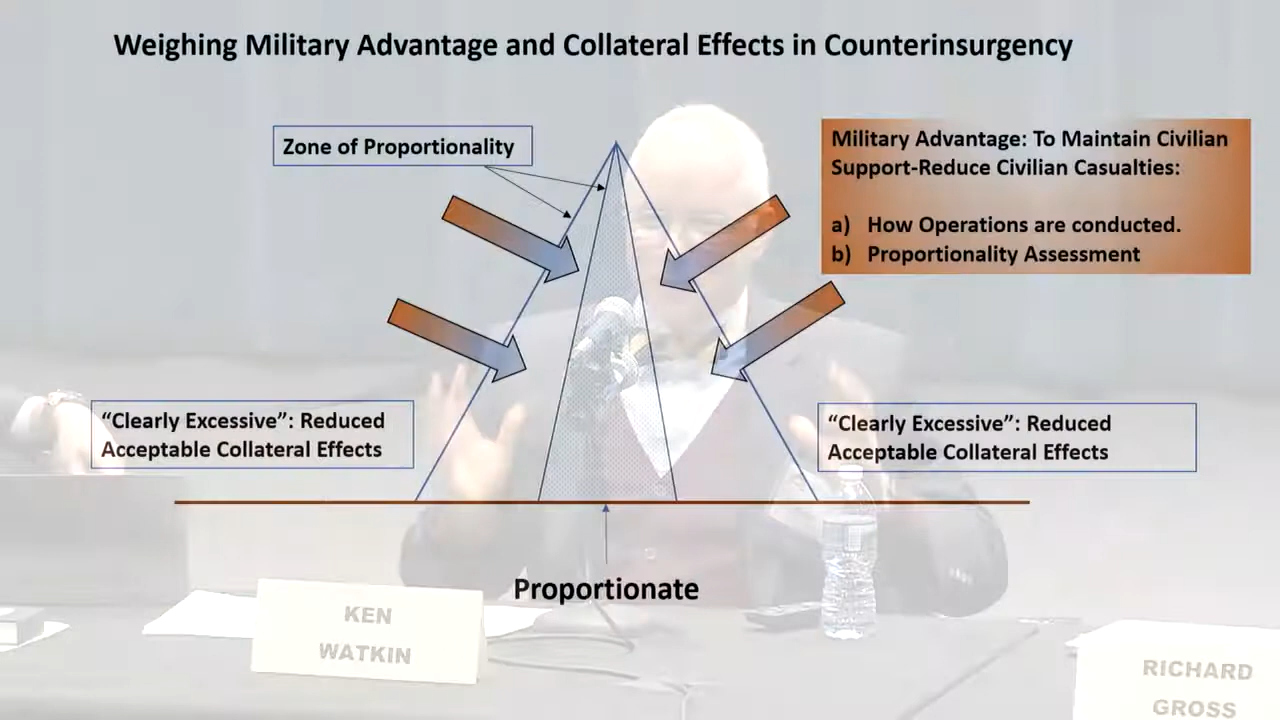 Weighing Military Advantage and Collateral Effects in Counterinsurgency
Zone of Proportionality
Military Advantage: To Maintain Civilian
Support-Reduce Civilian Casualties:
a) How Operations are conducted.
b) Proportionality Assessment
“Clearly Excessive”: Reduced
Acceptable Collateral Effects
“Clearly Excessive”: Reduced
Acceptable Collateral Effects
Proportionate
KEN
WATKIN
RICHARD
GROSS